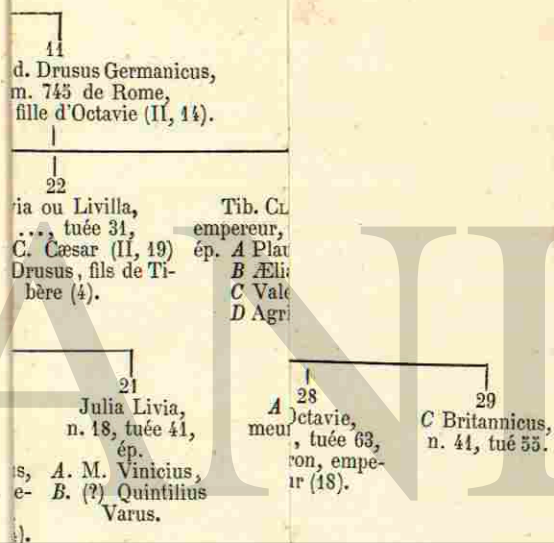 11
d. Drusus Germanicus,
m. 745 de Rome,
fille d'Octavie (II, 14).
22
ia ou Livilla,
..., tuée 31,
C. Cæsar (II, 19)
Drusus, fils de Ti-
bère (4).
Tib. CL
empereur,
ép. A Plau
B Æli
C Vale
D Agri
21
Julia Livia,
n. 18, tuée 41,
ép.
A. M. Vinicius,
B. (?) Quintilius
Varus.
A
meu
28
Octavie,
, tuée 63,
ron, empe-
ur (18).
29
C Britannicus,
n. 41, tué 55.